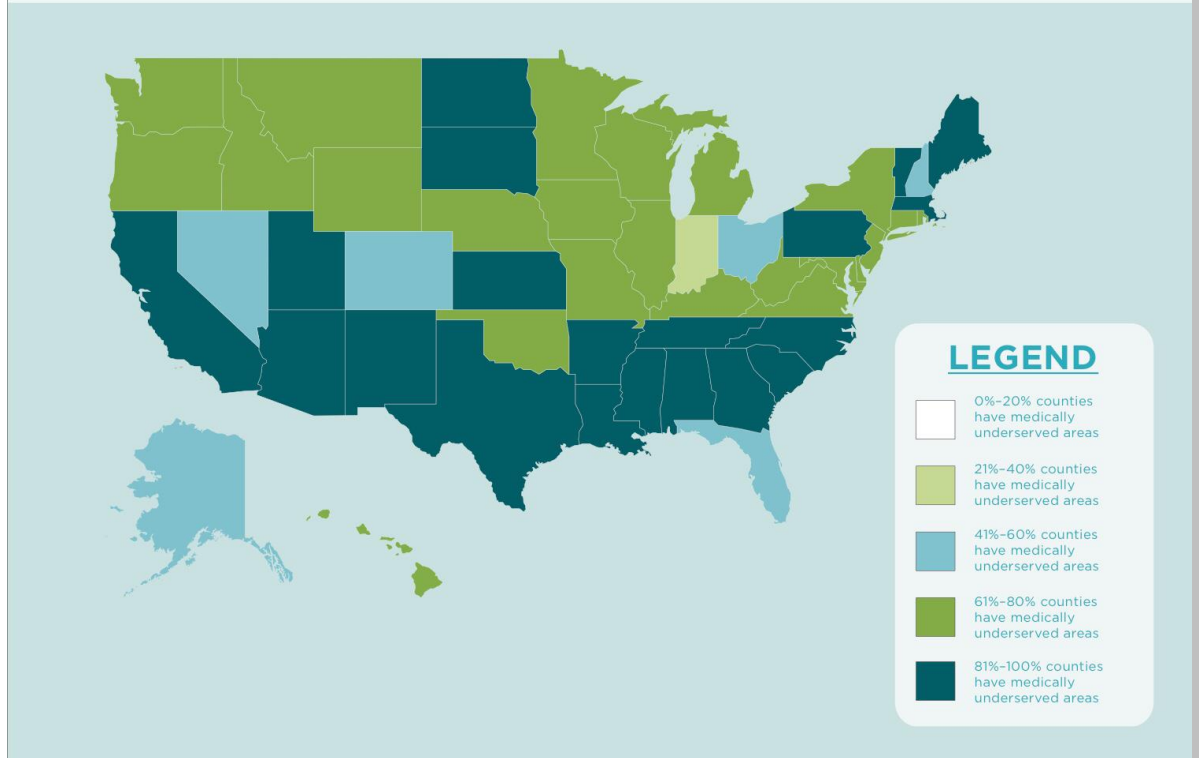 LEGEND
0%–20% counties
have medically
underserved areas
21%–40% counties
have medically
underserved areas
41%–60% counties
have medically
underserved areas
61%–80% counties
have medically
underserved areas
81%–100% counties
have medically
underserved areas